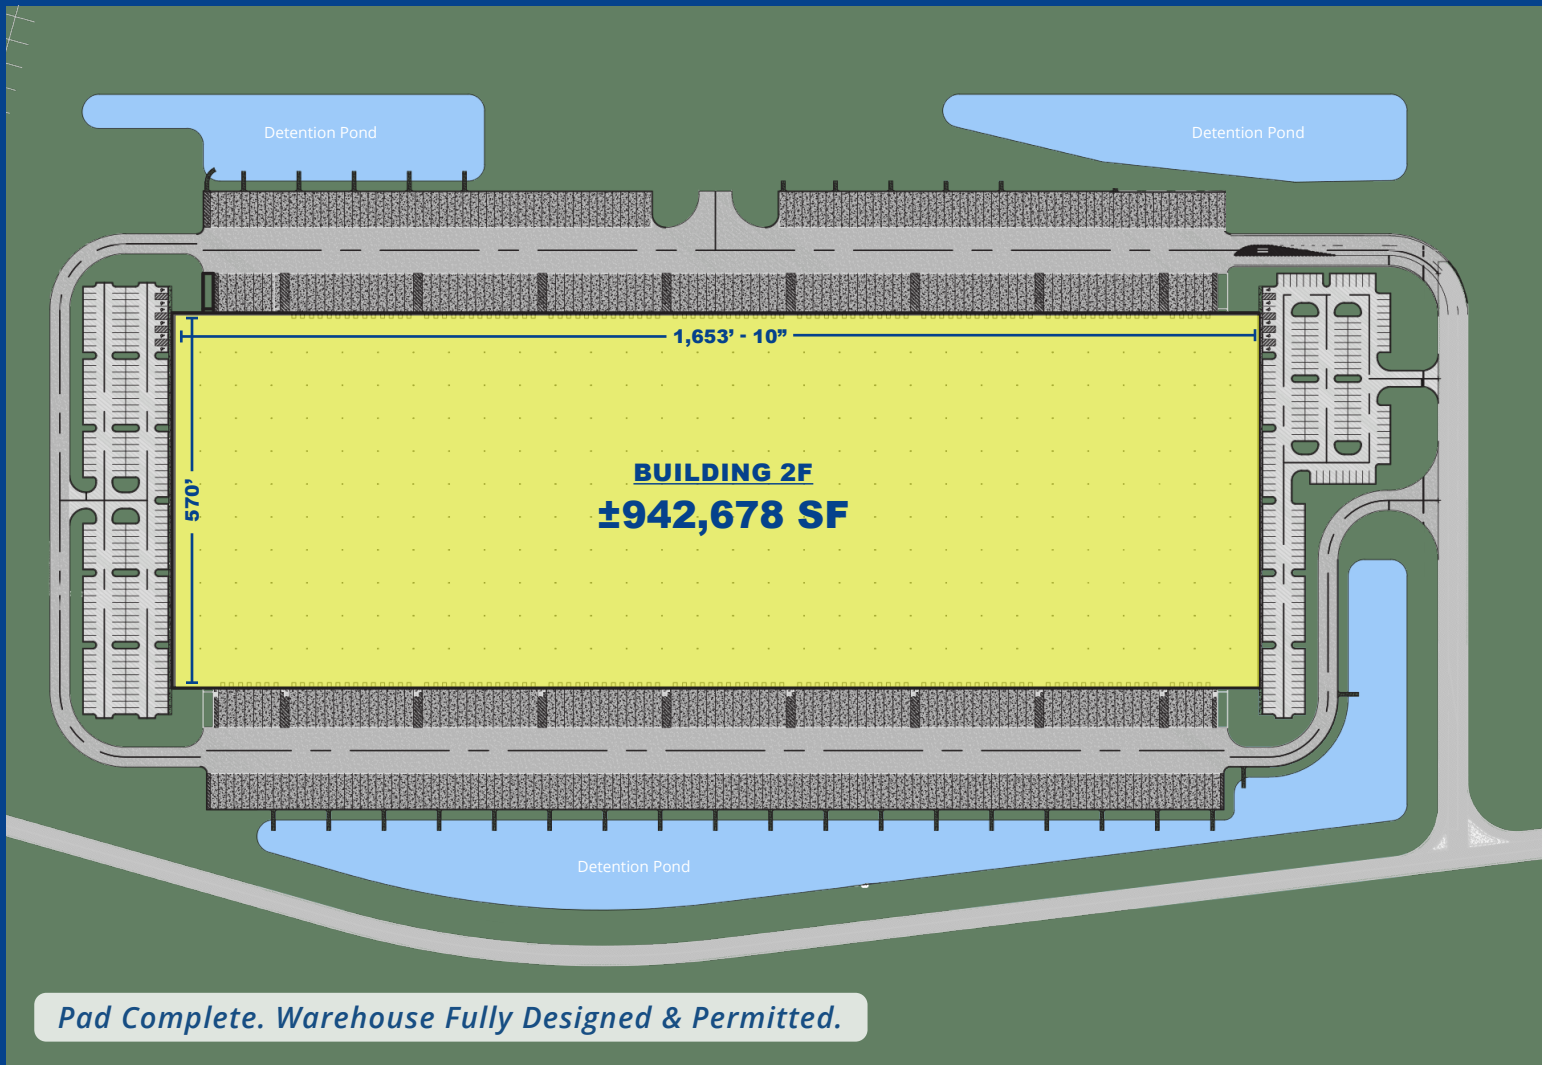 Detention Pond
Detention Pond
1,653’ - 10”
570’
BUILDING 2F
±942,678 SF
Detention Pond
Pad Complete. Warehouse Fully Designed & Permitted.